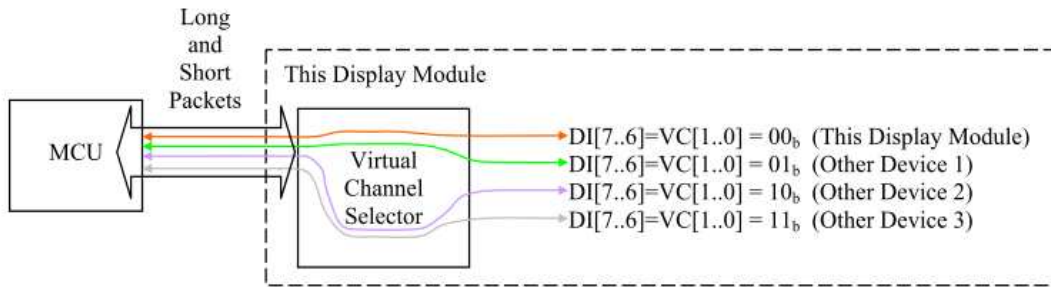 Long
and
Short
Packets
This Display Module
MCU
Virtual
Channel
Selector
DI[7..6]=VC[1..0] = 00b (This Display Module)
DI[7..6]=VC[1..0] = 01b (Other Device 1)
DI[7..6]=VC[1..0] = 10b (Other Device 2)
DI[7..6]=VC[1..0] = 11b (Other Device 3)